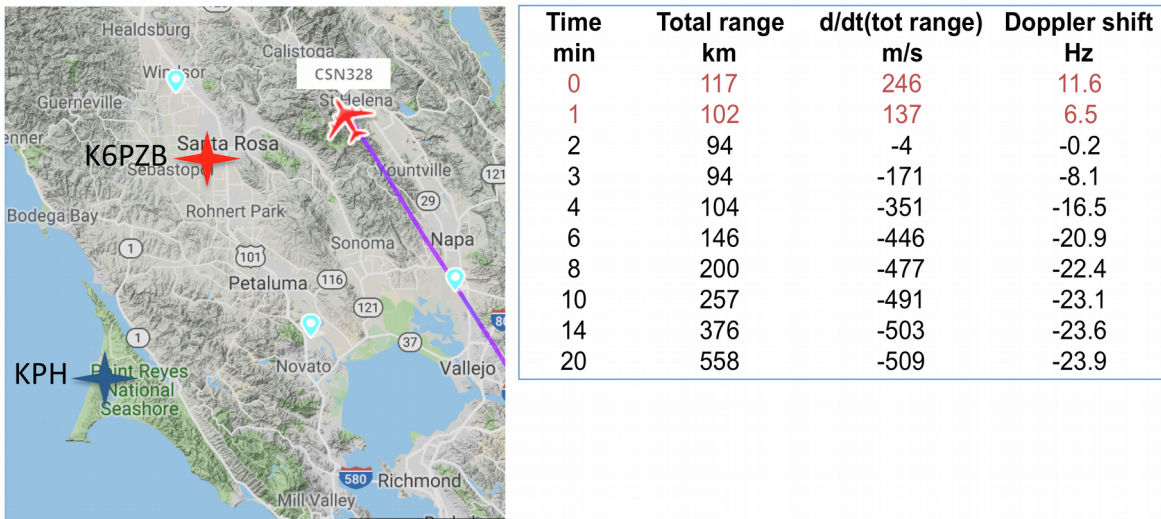 Healdsburg
Calistoga
Windsor
CSN328
St Helena
Guerneville
enner
Santa Rosa
K6PZB
Sebastopol
Yountville
121
29
Bodega Bay
Rohnert Park
1
101
Sonoma
Napa
Petaluma
116
121
80
1
37
KPH
Point Reyes
National
Seashore
Novato
Vallejo
580
Richmond
Mill Valley
Time Total range d/dt(tot range) Doppler shift
min km m/s Hz
0 117 246 11.6
1 102 137 6.5
2 94 -4 -0.2
3 94 -171 -8.1
4 104 -351 -16.5
6 146 -446 -20.9
8 200 -477 -22.4
10 257 -491 -23.1
14 376 -503 -23.6
20 558 -509 -23.9